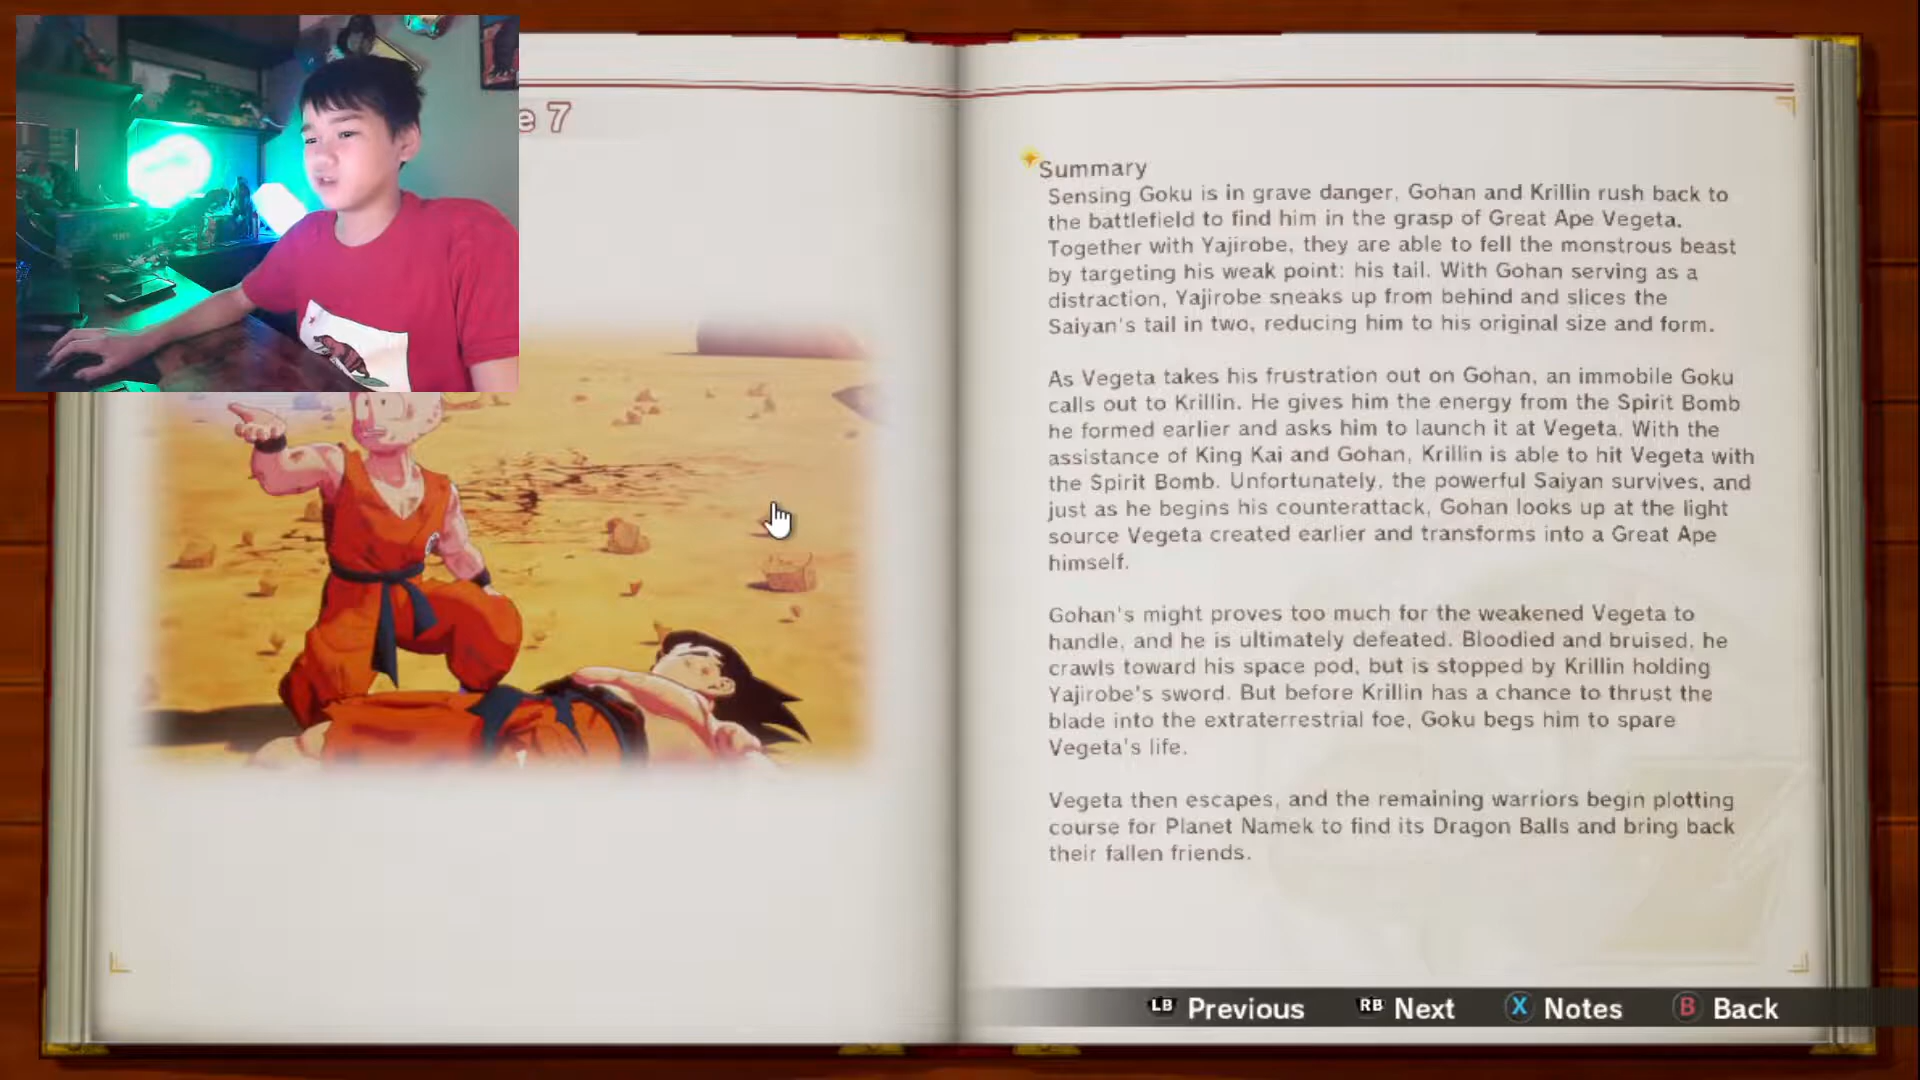 e 7
Summary
Sensing Goku is in grave danger, Gohan and Krillin rush back to
the battlefield to find him in the grasp of Great Ape Vegeta.
Together with Yajirobe, they are able to fell the monstrous beast
by targeting his weak point: his tail. With Gohan serving as a
distraction, Yajirobe sneaks up from behind and slices the
Saiyan's tail in two, reducing him to his original size and form.
As Vegeta takes his frustration out on Gohan, an immobile Goku
calls out to Krillin. He gives him the energy from the Spirit Bomb
he formed earlier and asks him to launch it at Vegeta. With the
assistance of King Kai and Gohan, Krillin is able to hit Vegeta with
the Spirit Bomb. Unfortunately, the powerful Saiyan survives, and
just as he begins his counterattack, Gohan looks up at the light
source Vegeta created earlier and transforms into a Great Ape
himself.
Gohan's might proves too much for the weakened Vegeta to
handle, and he is ultimately defeated. Bloodied and bruised, he
crawls toward his space pod, but is stopped by Krillin holding
Yajirobe's sword. But before Krillin has a chance to thrust the
blade into the extraterrestrial foe, Goku begs him to spare
Vegeta's life.
Vegeta then escapes, and the remaining warriors begin plotting
course for Planet Namek to find its Dragon Balls and bring back
their fallen friends.
LB Previous RB Next X Notes B Back